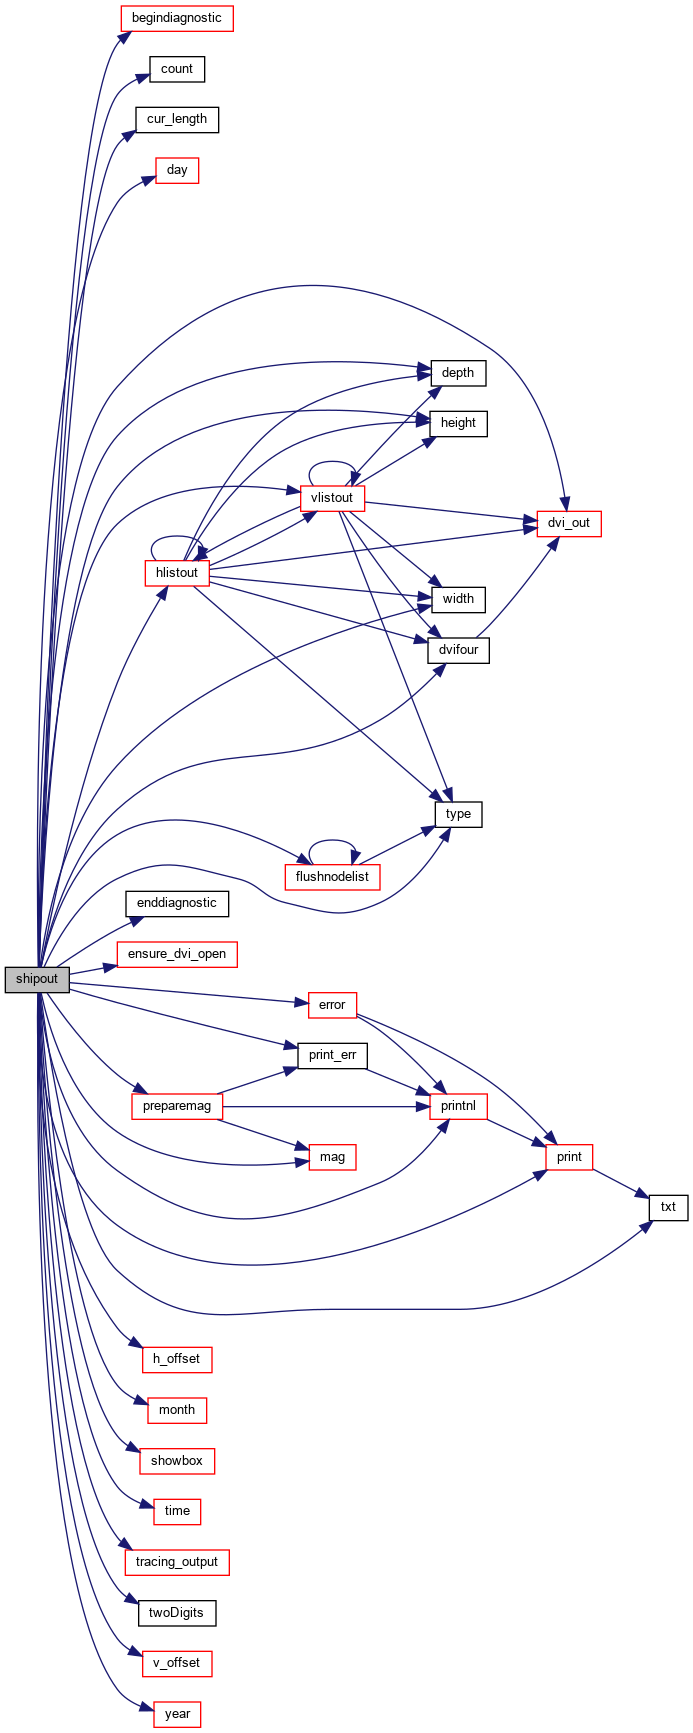 begindiagnostic
count
cur_length
day
depth
height
vlistout
dvi_out
hlistout
width
dvifour
type
flushnodelist
enddiagnostic
ensure_dvi_open
shipout
error
print_err
preparemag
printnl
mag
print
txt
h_offset
month
showbox
time
tracing_output
twoDigits
v_offset
year